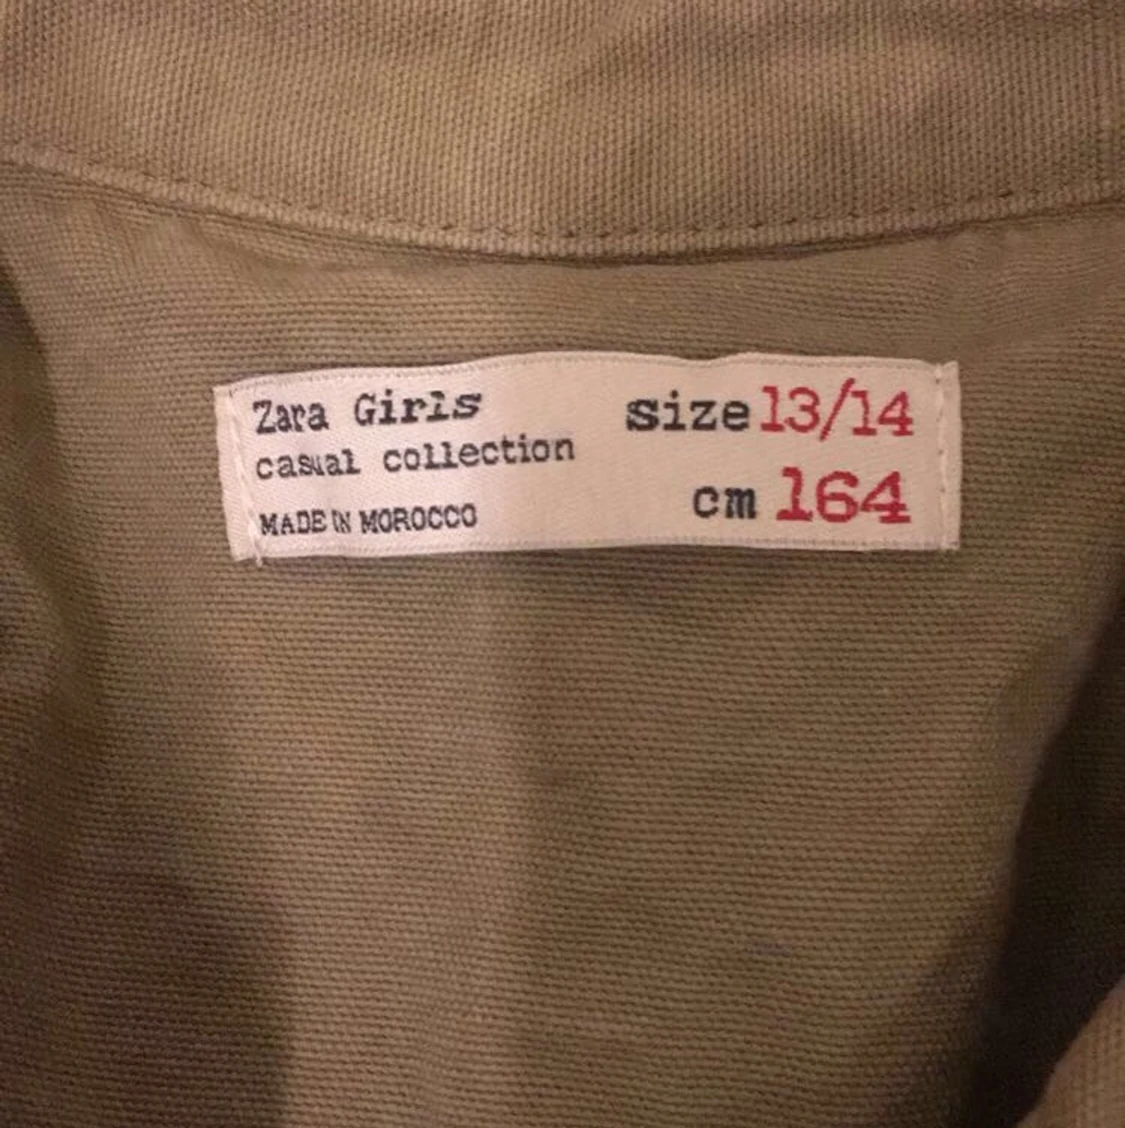 Zara Girls
casual collection
MADE IN MOROCCO
size 13/14
cm 164